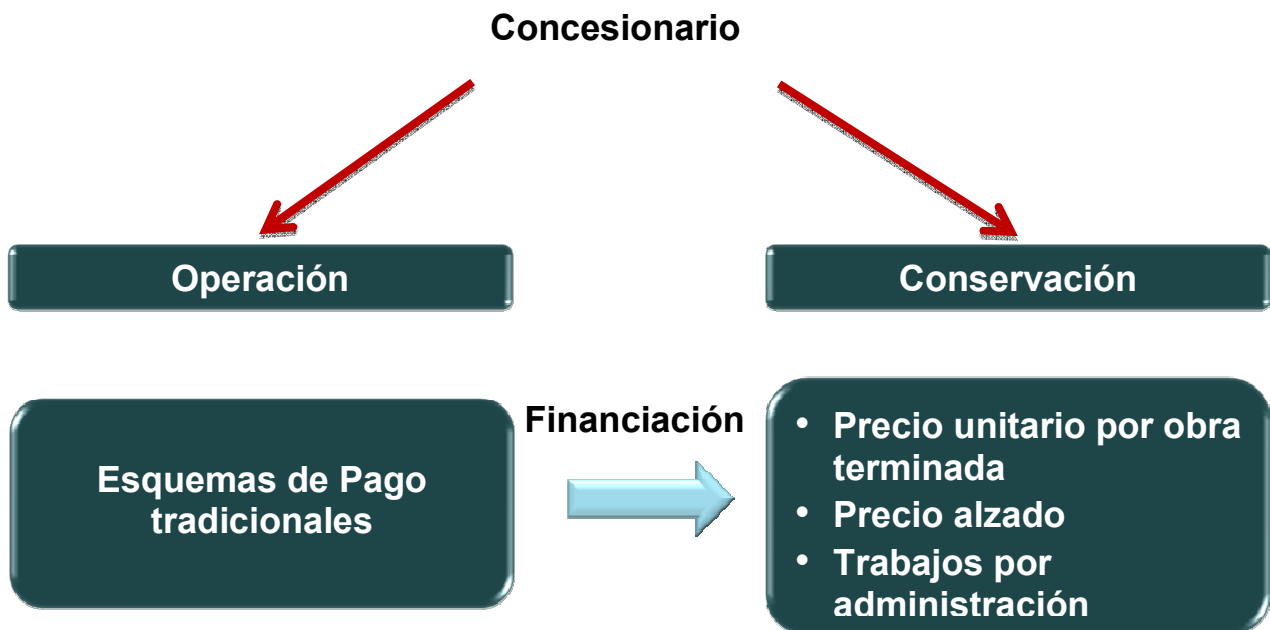 Concesionario
Operación
Conservación
Esquemas de Pago
tradicionales
Financiación
• Precio unitario por obra
terminada
• Precio alzado
• Trabajos por
administración